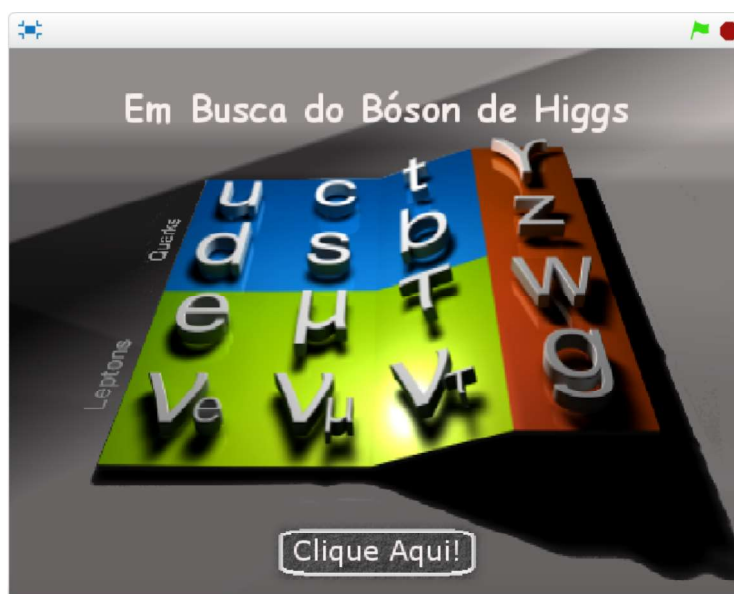 Em Busca do Bóson de Higgs
u c t γ
d s b Z
Quarks
e μ τ W
νe νμ ντ g
Leptons
Clique Aqui!